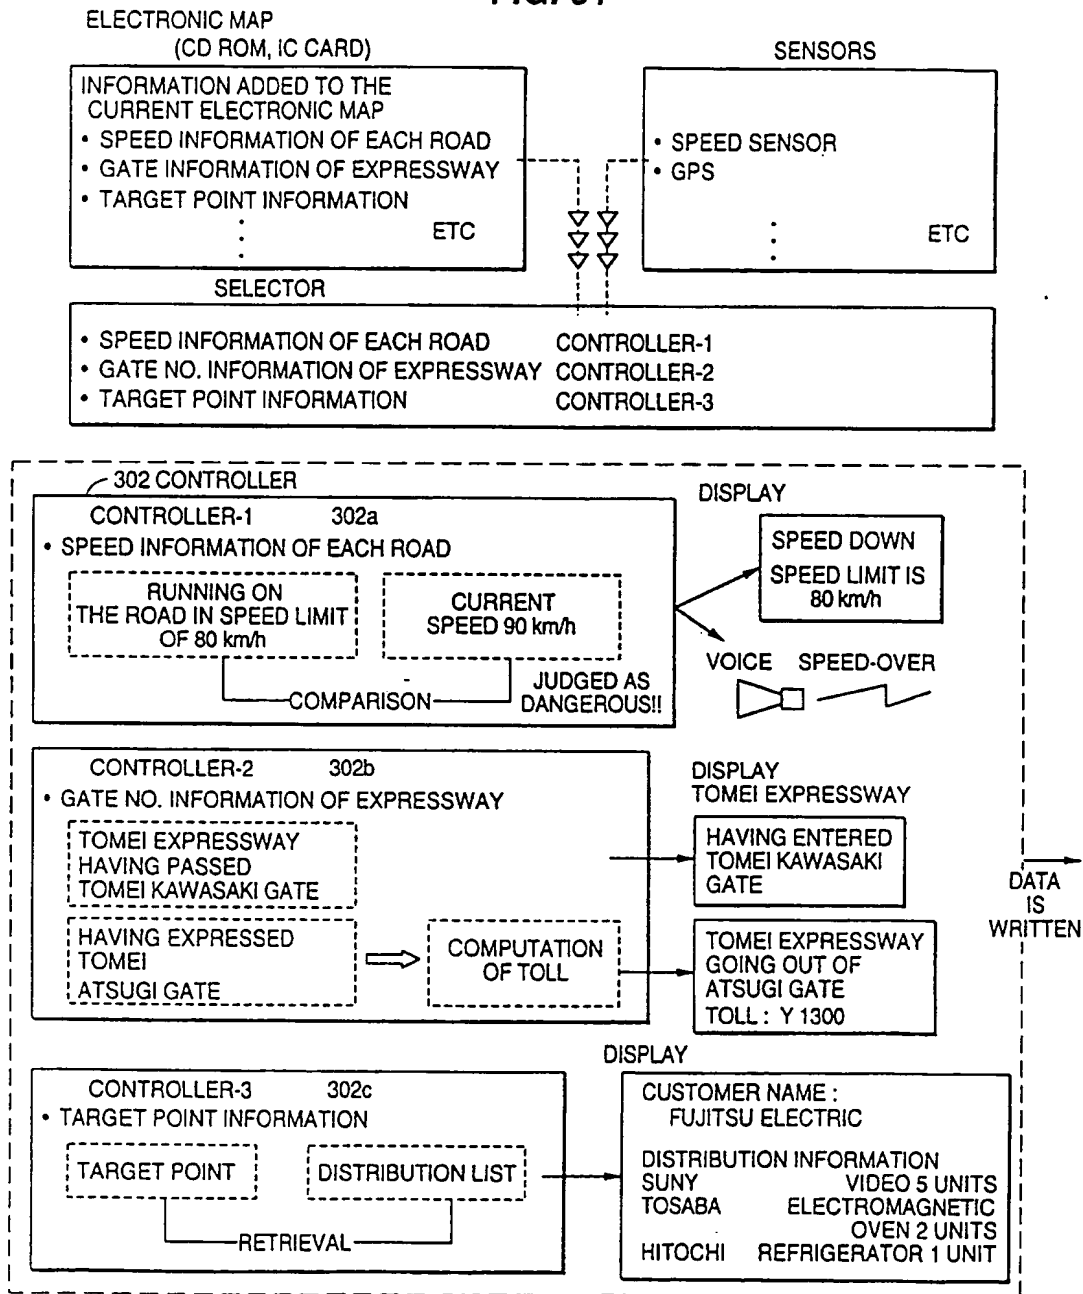 ELECTRONIC MAP
(CD ROM, IC CARD)
INFORMATION ADDED TO THE
CURRENT ELECTRONIC MAP
• SPEED INFORMATION OF EACH ROAD
• GATE INFORMATION OF EXPRESSWAY
• TARGET POINT INFORMATION
ETC
SENSORS
• SPEED SENSOR
• GPS
ETC
SELECTOR
• SPEED INFORMATION OF EACH ROAD CONTROLLER-1
• GATE NO. INFORMATION OF EXPRESSWAY CONTROLLER-2
• TARGET POINT INFORMATION CONTROLLER-3
302 CONTROLLER
CONTROLLER-1 302a
• SPEED INFORMATION OF EACH ROAD
RUNNING ON
THE ROAD IN SPEED LIMIT
OF 80 km/h
CURRENT
SPEED 90 km/h
COMPARISON
JUDGED AS
DANGEROUS!!
DISPLAY
SPEED DOWN
SPEED LIMIT IS
80 km/h
VOICE SPEED-OVER
CONTROLLER-2 302b
• GATE NO. INFORMATION OF EXPRESSWAY
TOMEI EXPRESSWAY
HAVING PASSED
TOMEI KAWASAKI GATE
HAVING EXPRESSED
TOMEI
ATSUGI GATE
COMPUTATION
OF TOLL
DISPLAY
TOMEI EXPRESSWAY
HAVING ENTERED
TOMEI KAWASAKI
GATE
TOMEI EXPRESSWAY
GOING OUT OF
ATSUGI GATE
TOLL : Y 1300
DATA
IS
WRITTEN
CONTROLLER-3 302c
• TARGET POINT INFORMATION
TARGET POINT
DISTRIBUTION LIST
RETRIEVAL
DISPLAY
CUSTOMER NAME :
FUJITSU ELECTRIC
DISTRIBUTION INFORMATION
SUNY VIDEO 5 UNITS
TOSABA ELECTROMAGNETIC
OVEN 2 UNITS
HITOCHI REFRIGERATOR 1 UNIT